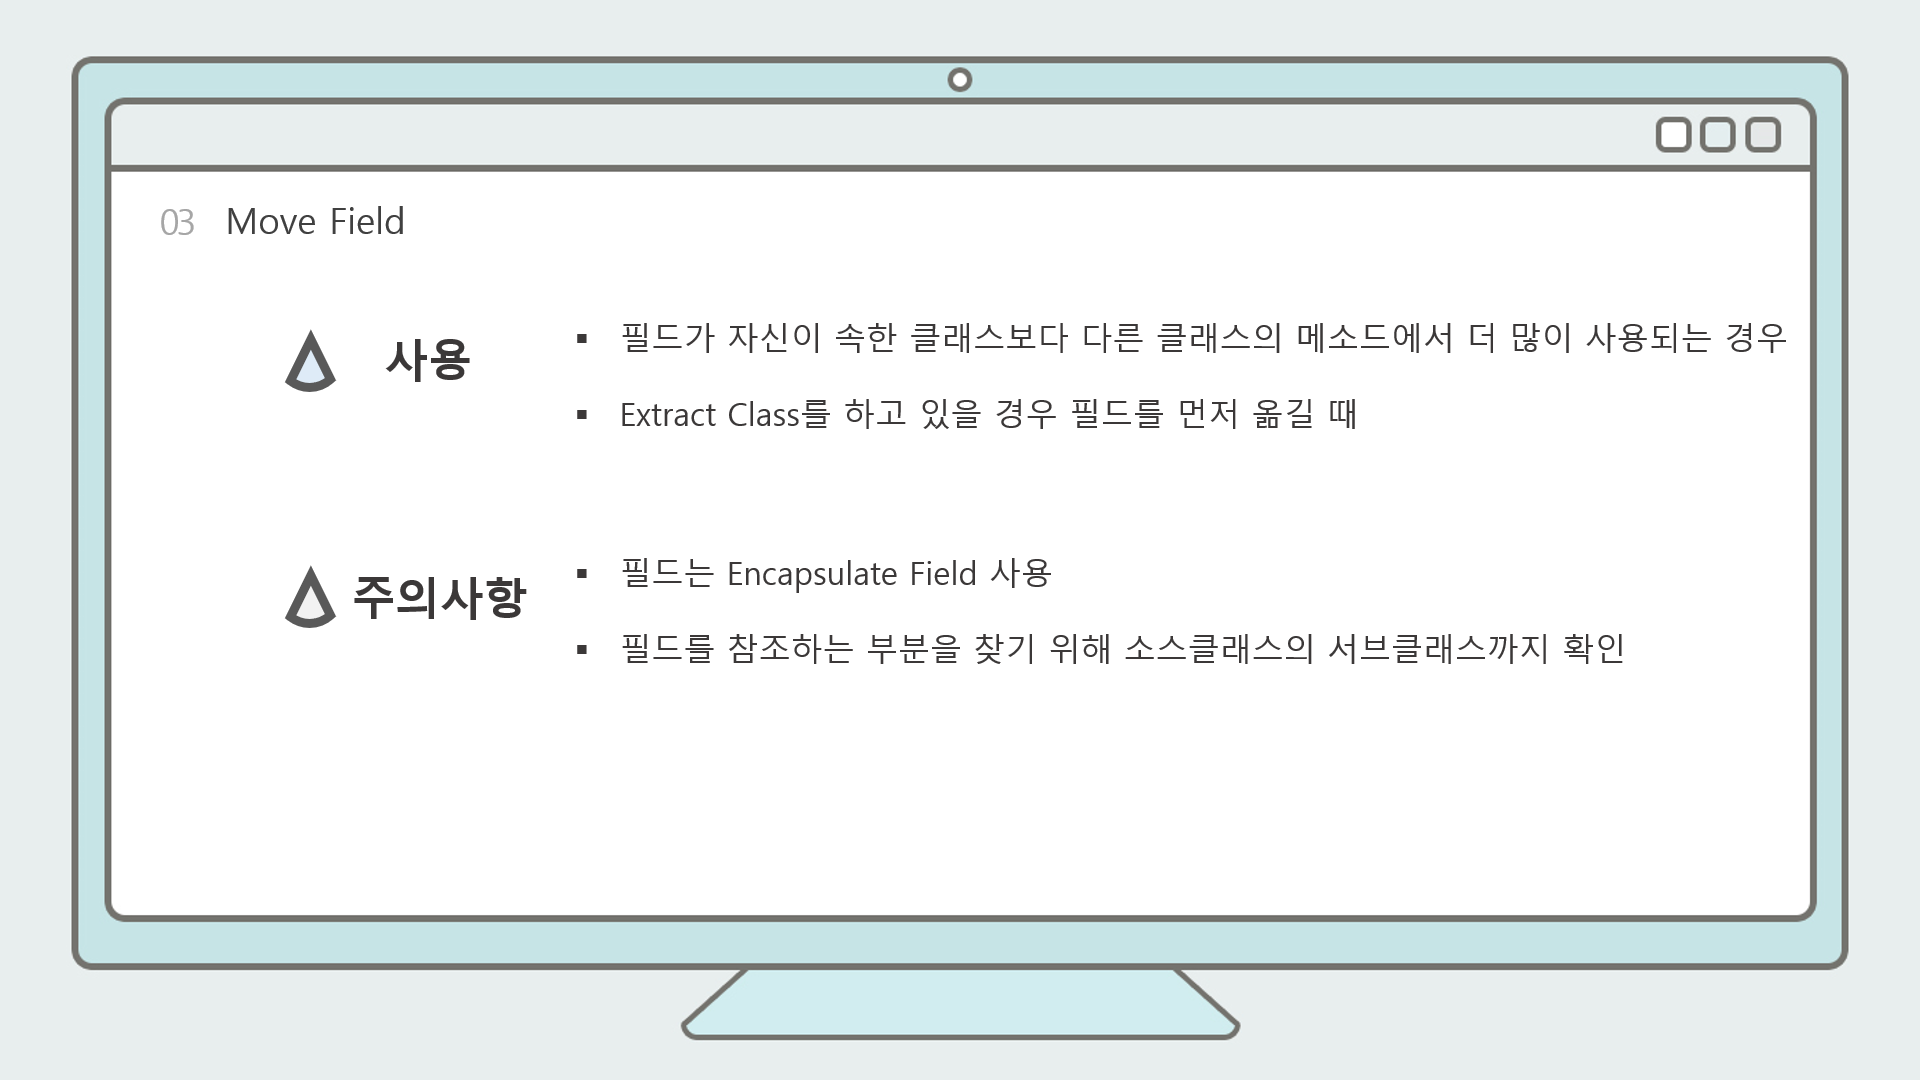 03 Move Field
사용
▪ 필드가 자신이 속한 클래스보다 다른 클래스의 메소드에서 더 많이 사용되는 경우
▪ Extract Class를 하고 있을 경우 필드를 먼저 옮길 때
주의사항
▪ 필드는 Encapsulate Field 사용
▪ 필드를 참조하는 부분을 찾기 위해 소스클래스의 서브클래스까지 확인